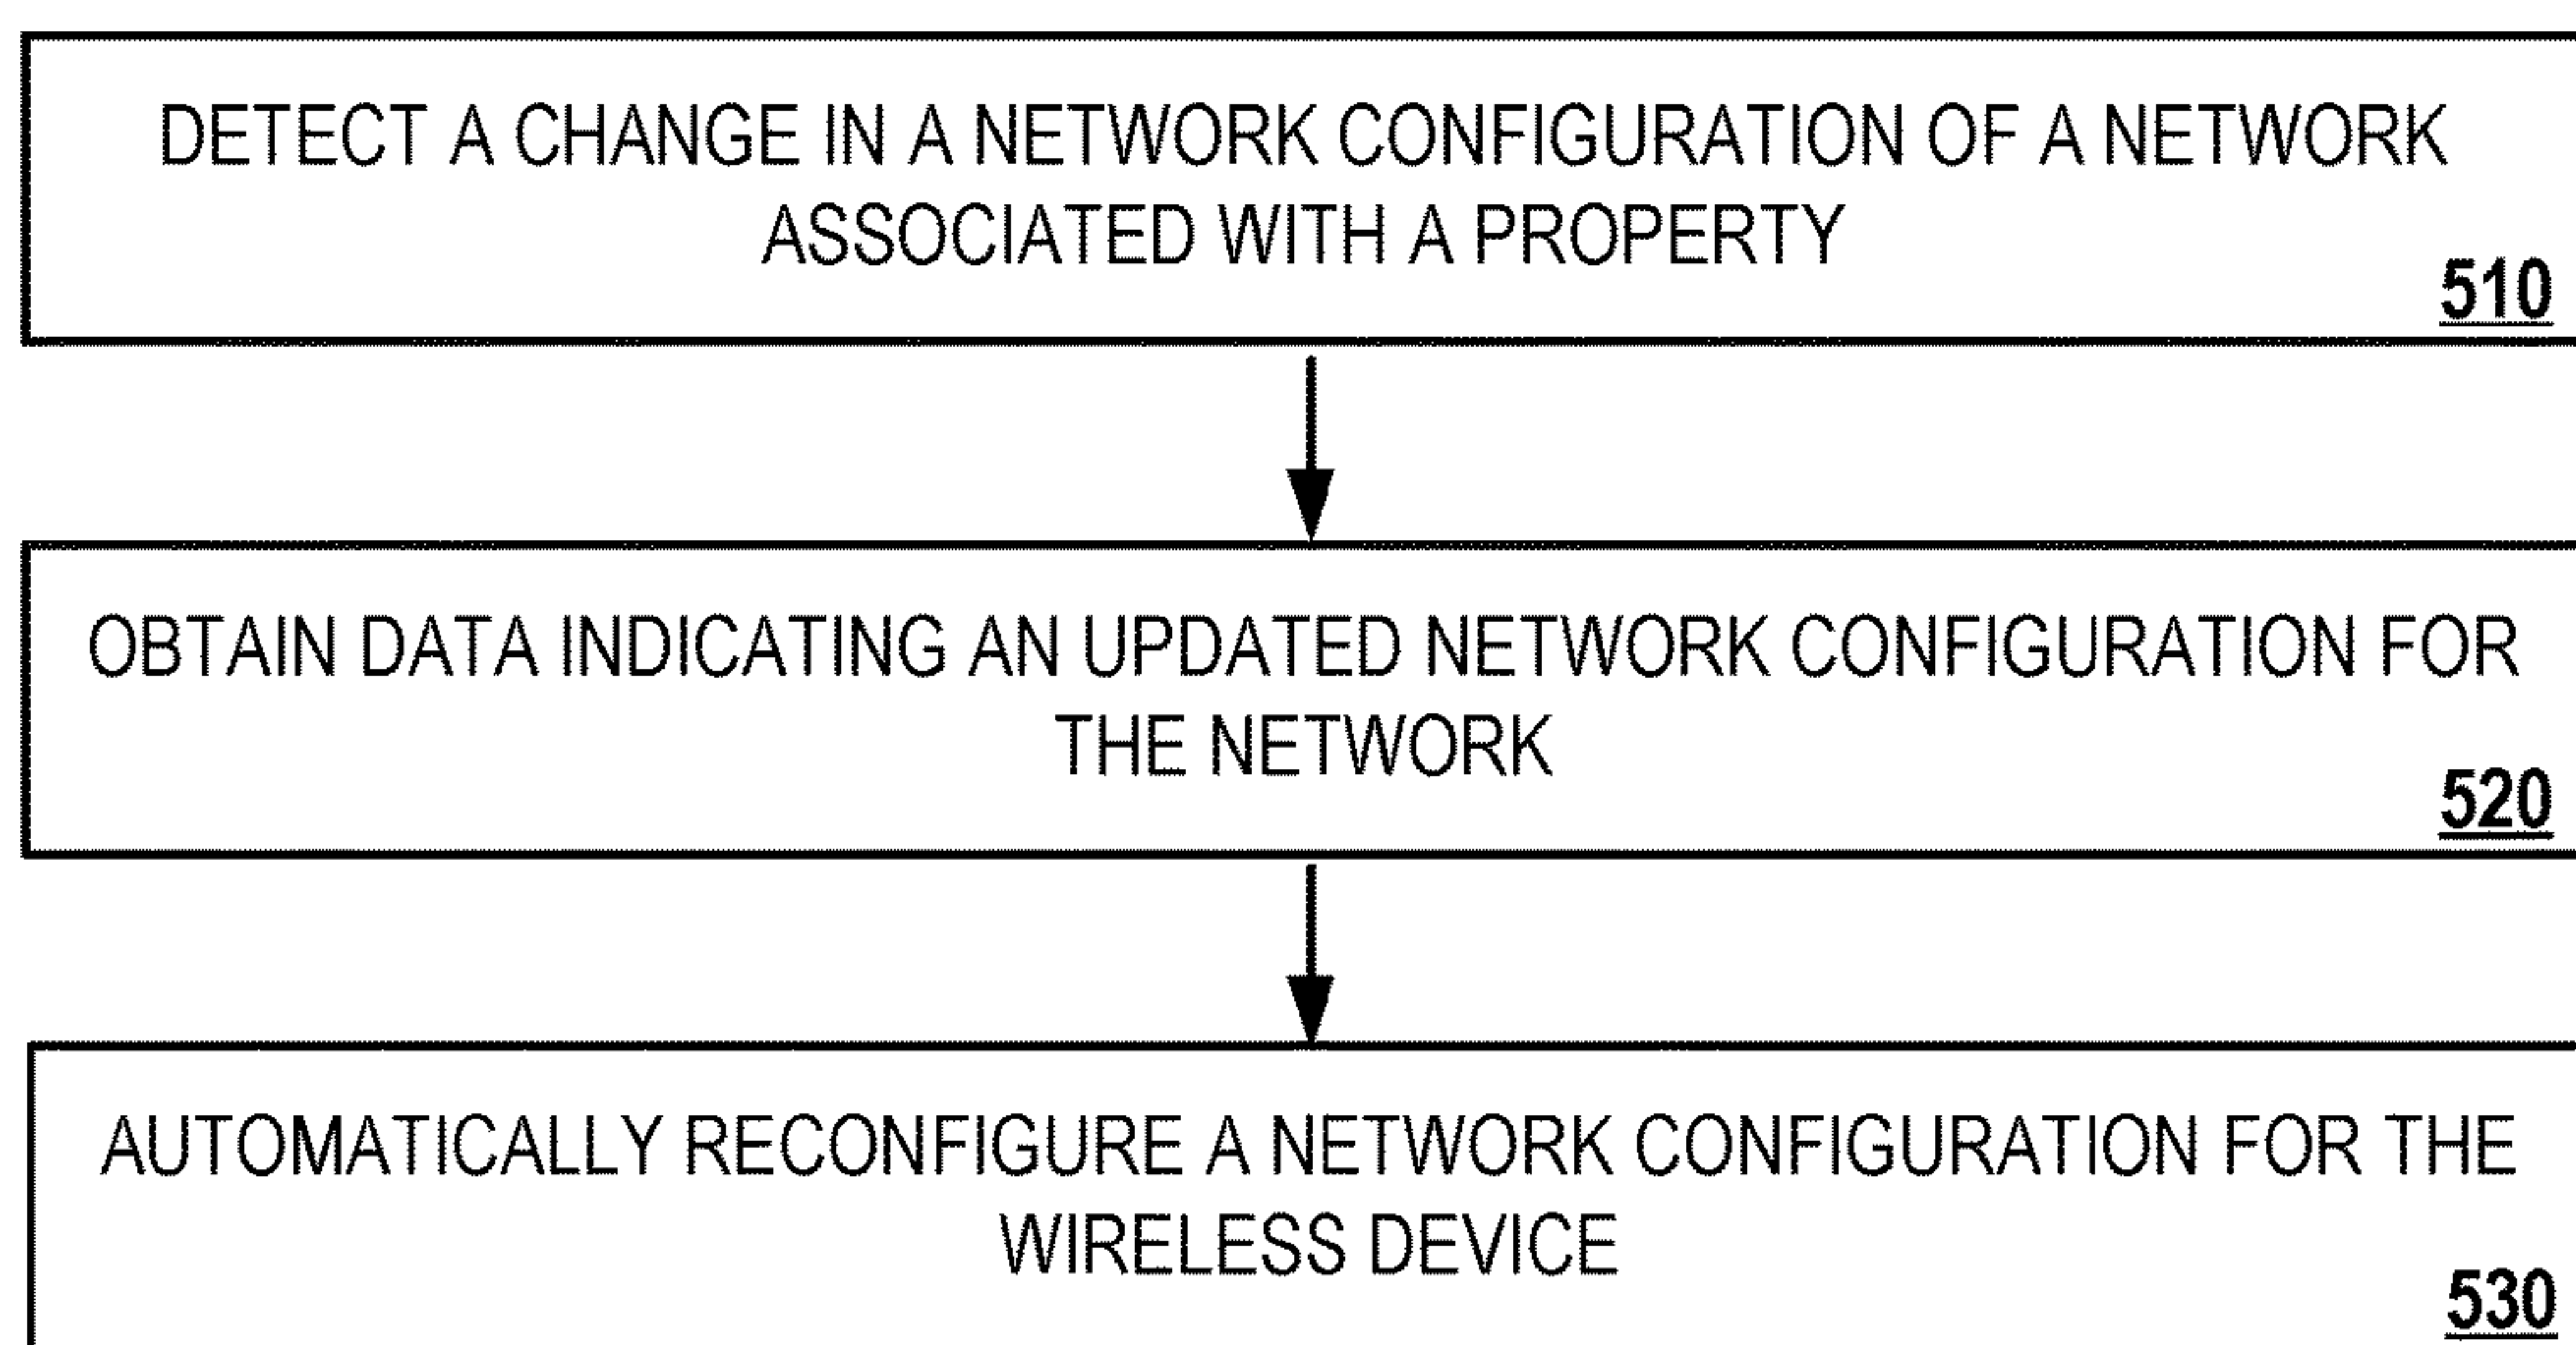 DETECT A CHANGE IN A NETWORK CONFIGURATION OF A NETWORK
ASSOCIATED WITH A PROPERTY
510
OBTAIN DATA INDICATING AN UPDATED NETWORK CONFIGURATION FOR
THE NETWORK
520
AUTOMATICALLY RECONFIGURE A NETWORK CONFIGURATION FOR THE
WIRELESS DEVICE
530